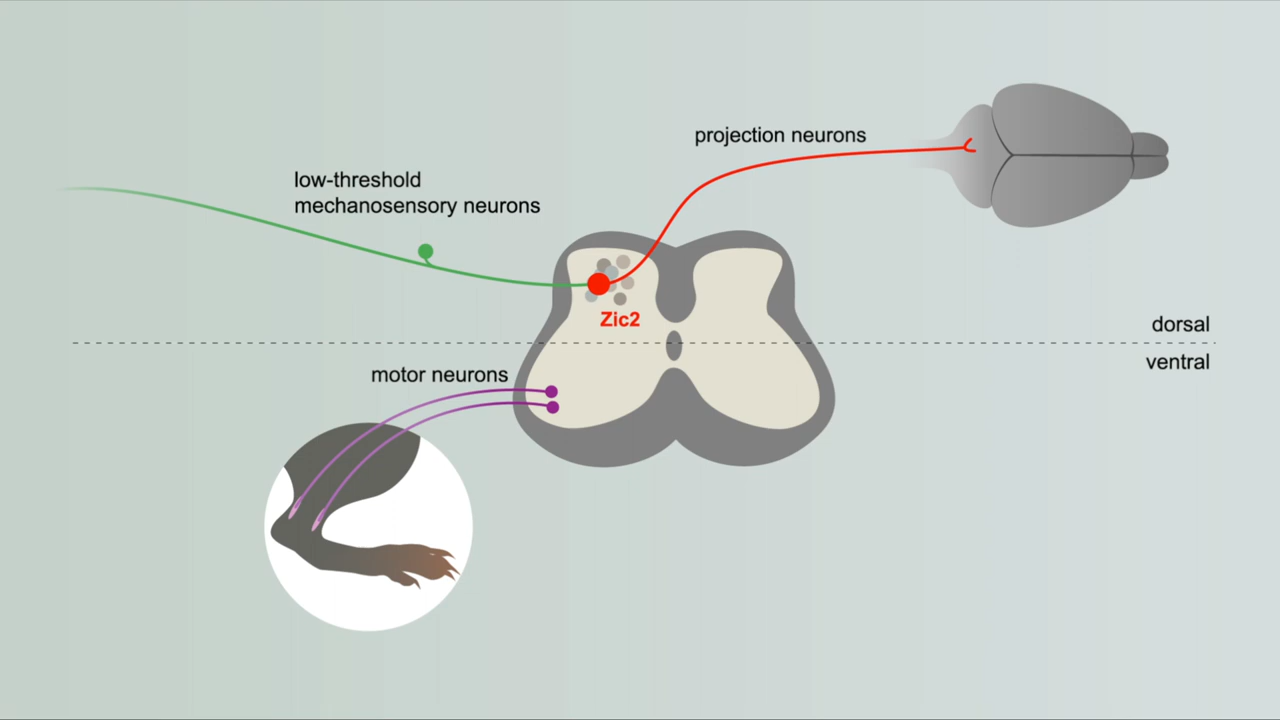 projection neurons
low-threshold
mechanosensory neurons
Zic2
dorsal
ventral
motor neurons